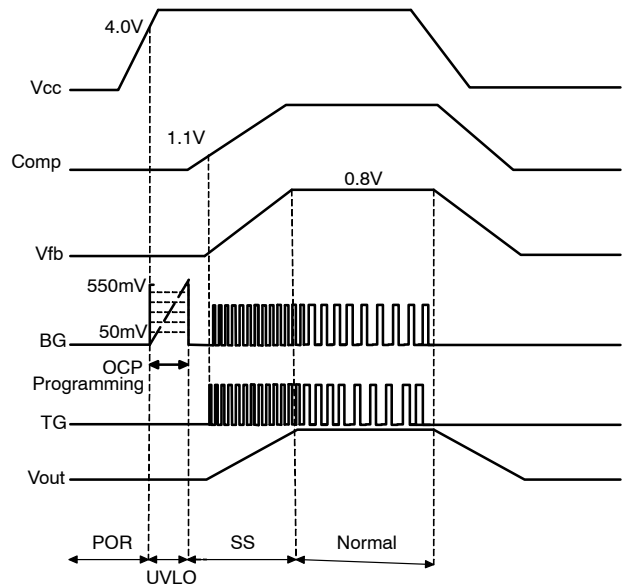 4.0V
Vcc
1.1V
Comp
0.8V
Vfb
550mV
50mV
BG
OCP
Programming
TG
Vout
POR
SS
Normal
UVLO